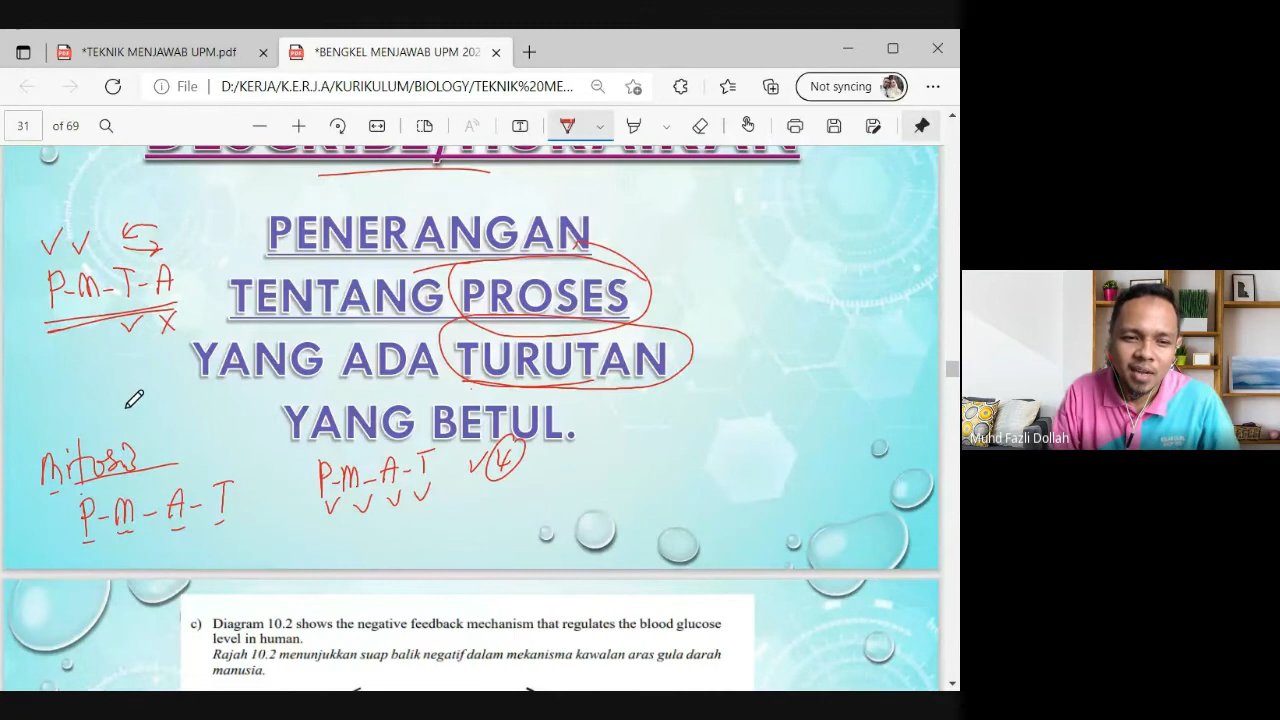 *TEKNIK MENJAWAB UPM.pdf
*BENGKEL MENJAWAB UPM 202
File
D:/KERJA/K.E.R.J.A/KURIKULUM/BIOLOGY/TEKNIK%20ME...
Not syncing
31 of 69
DESCRIBE/HURAIKAN
PENERANGAN
TENTANG PROSES
YANG ADA TURUTAN
YANG BETUL.
P-M-T-A
mitosis
P-M-A-T
P-M-A-T
4
c) Diagram 10.2 shows the negative feedback mechanism that regulates the blood glucose
level in human.
Rajah 10.2 menunjukkan suap balik negatif dalam mekanisma kawalan aras gula darah
manusia.
Muhd Fazli Dollah